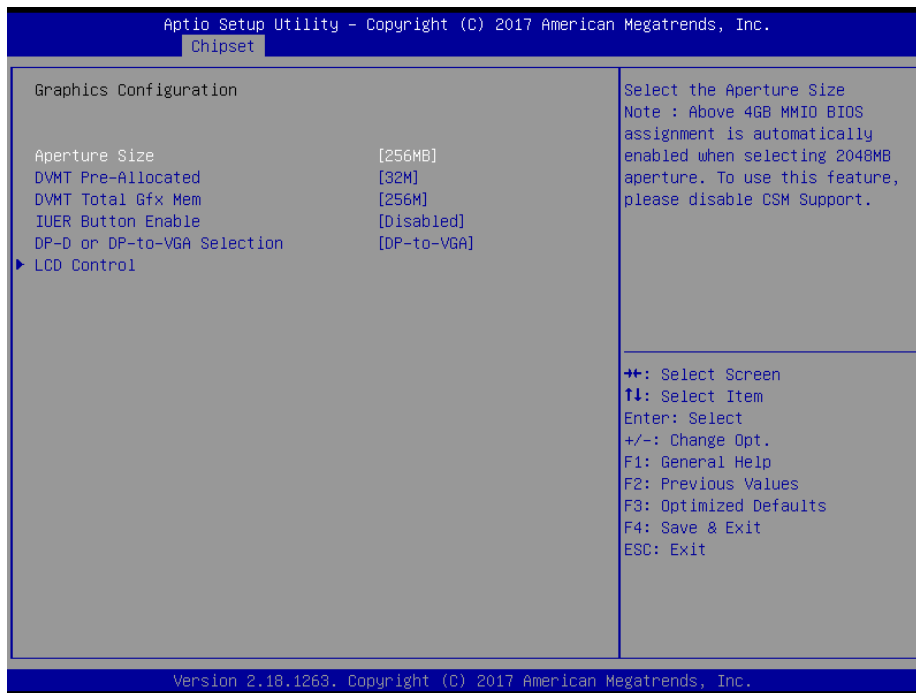 Aptio Setup Utility – Copyright (C) 2017 American Megatrends, Inc.
Chipset
Graphics Configuration
Aperture Size [256MB]
DVMT Pre-Allocated [32M]
DVMT Total Gfx Mem [256M]
IUER Button Enable [Disabled]
DP-D or DP-to-VGA Selection [DP-to-VGA]
LCD Control
Select the Aperture Size
Note : Above 4GB MMIO BIOS
assignment is automatically
enabled when selecting 2048MB
aperture. To use this feature,
please disable CSM Support.
→←: Select Screen
↑↓: Select Item
Enter: Select
+/-: Change Opt.
F1: General Help
F2: Previous Values
F3: Optimized Defaults
F4: Save & Exit
ESC: Exit
Version 2.18.1263. Copyright (C) 2017 American Megatrends, Inc.